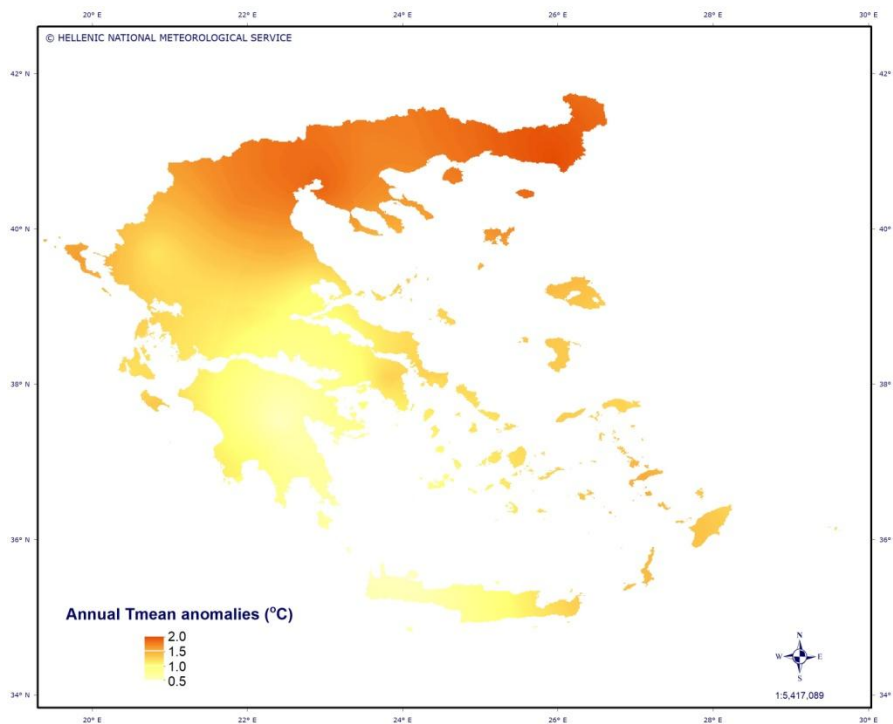 20° E 22° E 24° E 26° E 28° E 30° E
© HELLENIC NATIONAL METEOROLOGICAL SERVICE
42° N 42° N
40° N 40° N
38° N 38° N
36° N 36° N
Annual Tmean anomalies (°C)
2.0
1.5
1.0
0.5
N
W E
S
1:5,417,089
34° N 34° N
20° E 22° E 24° E 26° E 28° E 30° E